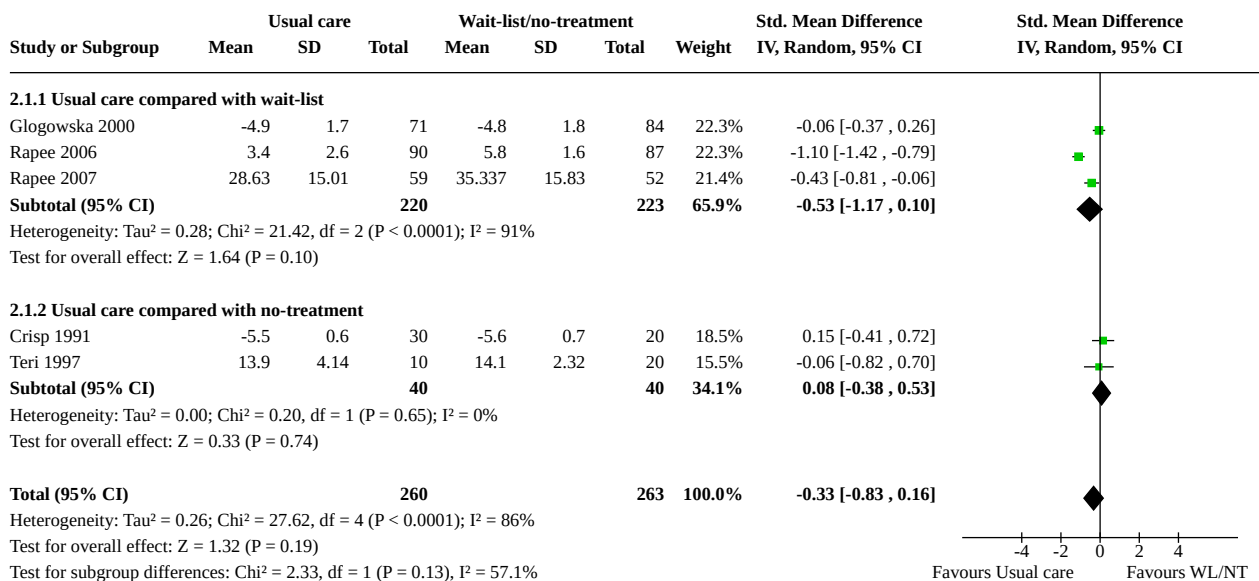 Usual care Wait-list/no-treatment Std. Mean Difference Std. Mean Difference
Study or Subgroup Mean SD Total Mean SD Total Weight IV, Random, 95% CI IV, Random, 95% CI
2.1.1 Usual care compared with wait-list
Glogowska 2000 -4.9 1.7 71 -4.8 1.8 84 22.3% -0.06 [-0.37 , 0.26]
Rapee 2006 3.4 2.6 90 5.8 1.6 87 22.3% -1.10 [-1.42 , -0.79]
Rapee 2007 28.63 15.01 59 35.337 15.83 52 21.4% -0.43 [-0.81 , -0.06]
Subtotal (95% CI) 220 223 65.9% -0.53 [-1.17 , 0.10]
Heterogeneity: Tau² = 0.28; Chi² = 21.42, df = 2 (P < 0.0001); I² = 91%
Test for overall effect: Z = 1.64 (P = 0.10)
2.1.2 Usual care compared with no-treatment
Crisp 1991 -5.5 0.6 30 -5.6 0.7 20 18.5% 0.15 [-0.41 , 0.72]
Teri 1997 13.9 4.14 10 14.1 2.32 20 15.5% -0.06 [-0.82 , 0.70]
Subtotal (95% CI) 40 40 34.1% 0.08 [-0.38 , 0.53]
Heterogeneity: Tau² = 0.00; Chi² = 0.20, df = 1 (P = 0.65); I² = 0%
Test for overall effect: Z = 0.33 (P = 0.74)
Total (95% CI) 260 263 100.0% -0.33 [-0.83 , 0.16]
Heterogeneity: Tau² = 0.26; Chi² = 27.62, df = 4 (P < 0.0001); I² = 86%
Test for overall effect: Z = 1.32 (P = 0.19)
-4 -2 0 2 4
Test for subgroup differences: Chi² = 2.33, df = 1 (P = 0.13), I² = 57.1%
Favours Usual care Favours WL/NT